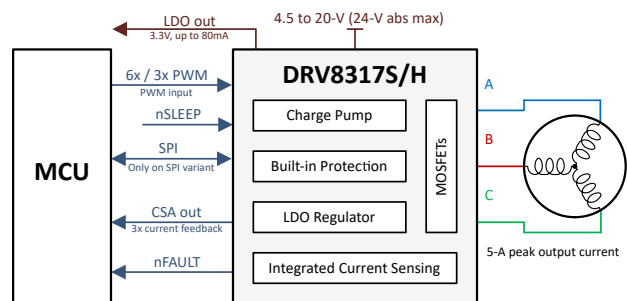 LDO out
3.3V, up to 80mA
4.5 to 20-V (24-V abs max)
MCU
6x / 3x PWM
PWM input
nSLEEP
SPI
Only on SPI variant
CSA out
3x current feedback
nFAULT
DRV8317S/H
Charge Pump
Built-in Protection
LDO Regulator
Integrated Current Sensing
MOSFETs
A
B
C
5-A peak output current